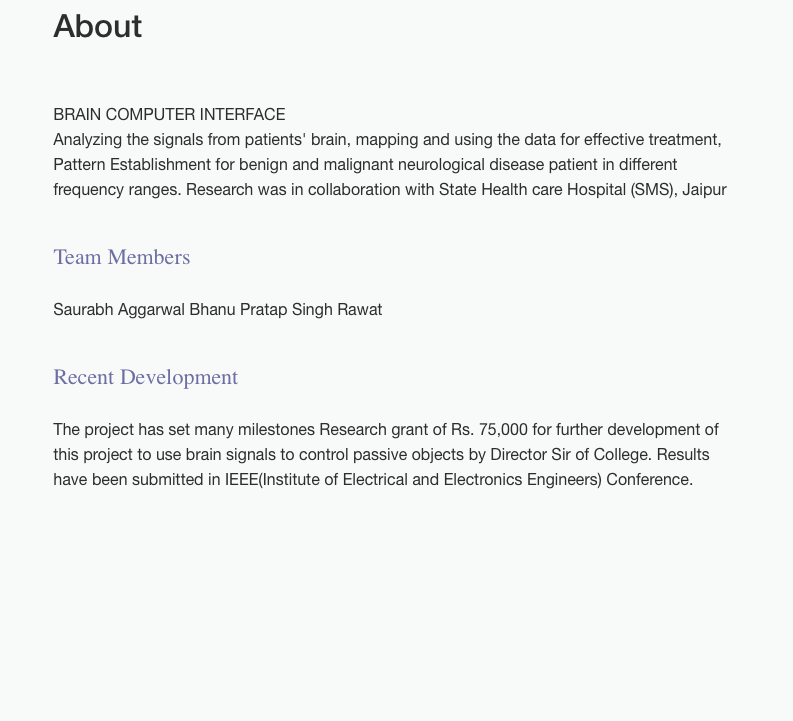 About
BRAIN COMPUTER INTERFACE
Analyzing the signals from patients' brain, mapping and using the data for effective treatment,
Pattern Establishment for benign and malignant neurological disease patient in different
frequency ranges. Research was in collaboration with State Health care Hospital (SMS), Jaipur
Team Members
Saurabh Aggarwal Bhanu Pratap Singh Rawat
Recent Development
The project has set many milestones Research grant of Rs. 75,000 for further development of
this project to use brain signals to control passive objects by Director Sir of College. Results
have been submitted in IEEE(Institute of Electrical and Electronics Engineers) Conference.